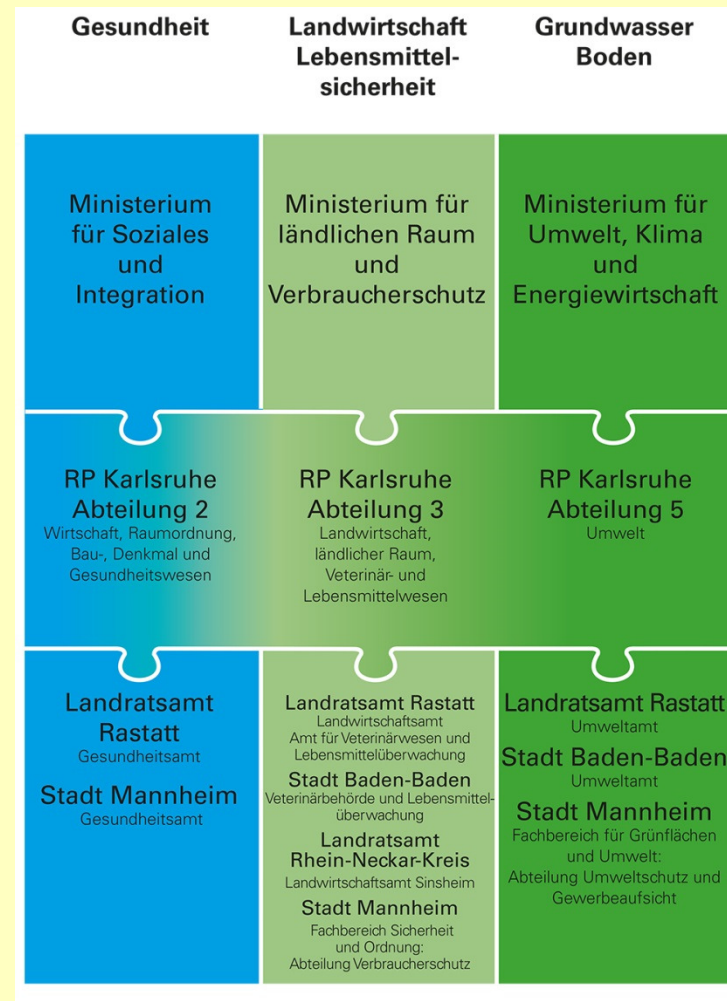 Gesundheit
Landwirtschaft
Lebensmittel-
sicherheit
Grundwasser
Boden
Ministerium
für Soziales
und
Integration
Ministerium für
ländlichen Raum
und
Verbraucherschutz
Ministerium für
Umwelt, Klima
und
Energiewirtschaft
RP Karlsruhe
Abteilung 2
Wirtschaft, Raumordnung,
Bau-, Denkmal und
Gesundheitswesen
RP Karlsruhe
Abteilung 3
Landwirtschaft,
ländlicher Raum,
Veterinär- und
Lebensmittelwesen
RP Karlsruhe
Abteilung 5
Umwelt
Landratsamt
Rastatt
Gesundheitsamt
Stadt Mannheim
Gesundheitsamt
Landratsamt Rastatt
Landwirtschaftsamt
Amt für Veterinärwesen und
Lebensmittelüberwachung
Stadt Baden-Baden
Veterinärbehörde und Lebensmittel-
überwachung
Landratsamt
Rhein-Neckar-Kreis
Landwirtschaftsamt Sinsheim
Stadt Mannheim
Fachbereich Sicherheit
und Ordnung:
Abteilung Verbraucherschutz
Landratsamt Rastatt
Umweltamt
Stadt Baden-Baden
Umweltamt
Stadt Mannheim
Fachbereich für Grünflächen
und Umwelt:
Abteilung Umweltschutz und
Gewerbeaufsicht